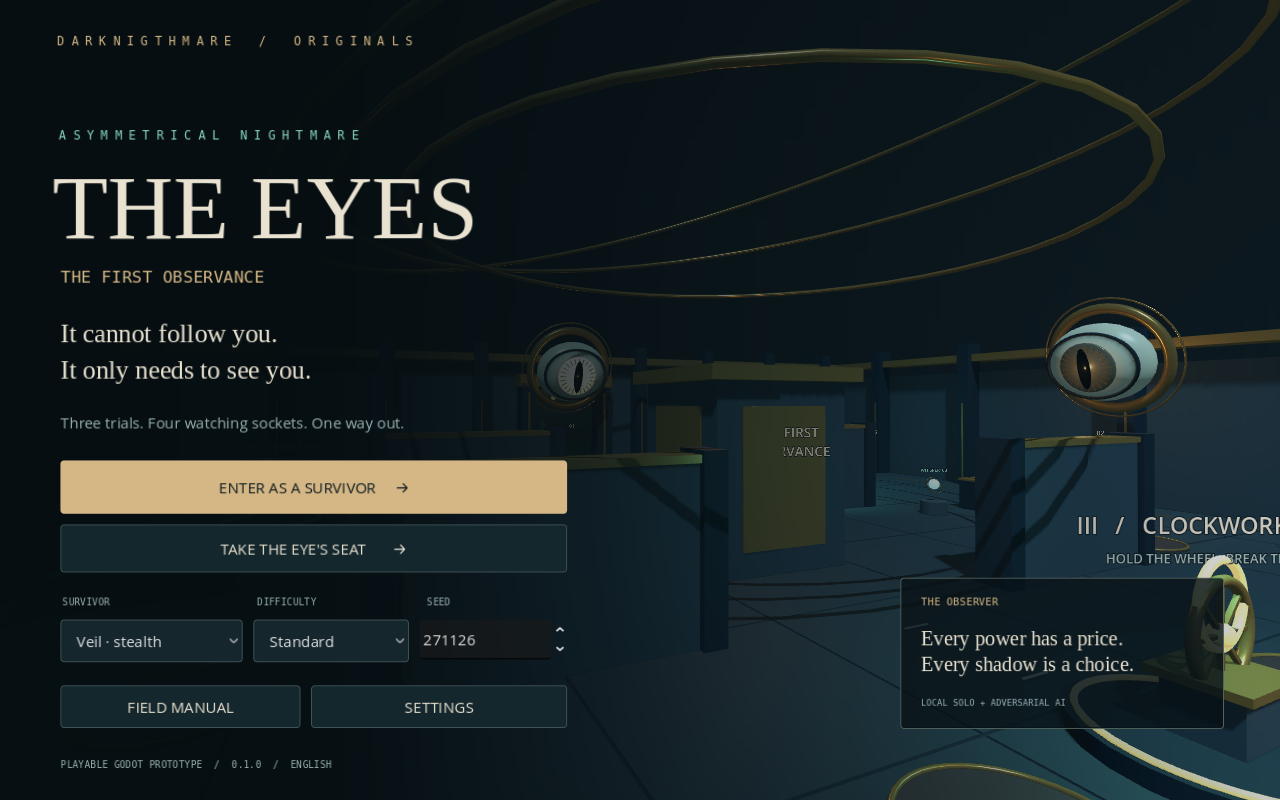 DARKNIGTHMARE / ORIGINALS
ASYMMETRICAL NIGHTMARE
THE EYES
THE FIRST OBSERVANCE
It cannot follow you.
It only needs to see you.
Three trials. Four watching sockets. One way out.
ENTER AS A SURVIVOR →
TAKE THE EYE'S SEAT →
SURVIVOR DIFFICULTY SEED
Veil · stealth Standard 271126
FIELD MANUAL SETTINGS
PLAYABLE GODOT PROTOTYPE / 0.1.0 / ENGLISH
FIRST
VANCE
02
III / CLOCKWORK
HOLD THE WHEEL BREAK
THE OBSERVER
Every power has a price.
Every shadow is a choice.
LOCAL SOLO + ADVERSARIAL AI